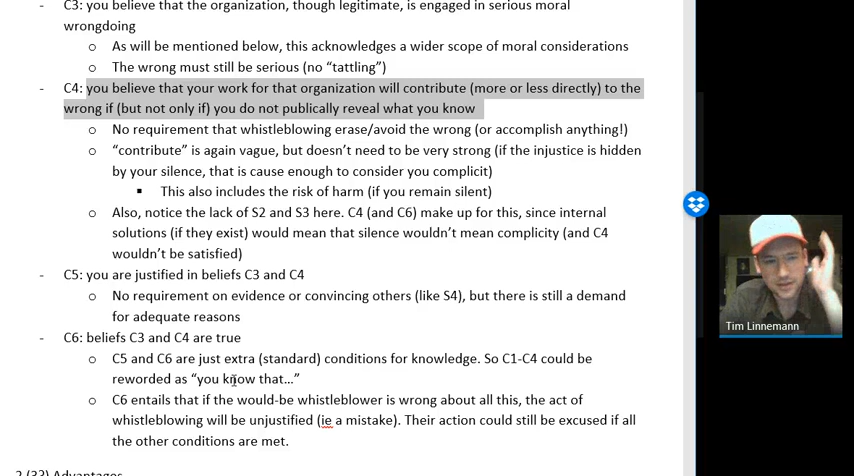 - C3: you believe that the organization, though legitimate, is engaged in serious moral
wrongdoing
o As will be mentioned below, this acknowledges a wider scope of moral considerations
o The wrong must still be serious (no “tattling”)
- C4: you believe that your work for that organization will contribute (more or less directly) to the
wrong if (but not only if) you do not publically reveal what you know
o No requirement that whistleblowing erase/avoid the wrong (or accomplish anything!)
o “contribute” is again vague, but doesn’t need to be very strong (if the injustice is hidden
by your silence, that is cause enough to consider you complicit)
▪ This also includes the risk of harm (if you remain silent)
o Also, notice the lack of S2 and S3 here. C4 (and C6) make up for this, since internal
solutions (if they exist) would mean that silence wouldn’t mean complicity (and C4
wouldn’t be satisfied)
- C5: you are justified in beliefs C3 and C4
o No requirement on evidence or convincing others (like S4), but there is still a demand
for adequate reasons
- C6: beliefs C3 and C4 are true
o C5 and C6 are just extra (standard) conditions for knowledge. So C1-C4 could be
reworded as “you know that…”
o C6 entails that if the would-be whistleblower is wrong about all this, the act of
whistleblowing will be unjustified (ie a mistake). Their action could still be excused if all
the other conditions are met.
2 (33) Advantages
Tim Linnemann